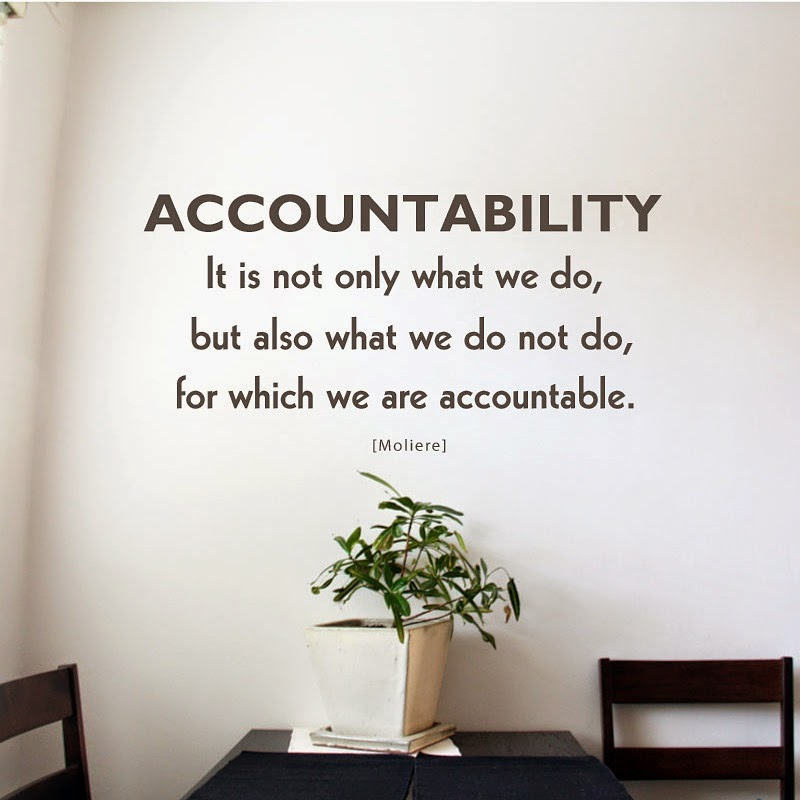 ACCOUNTABILITY
It is not only what we do,
but also what we do not do,
for which we are accountable.
[Moliere]